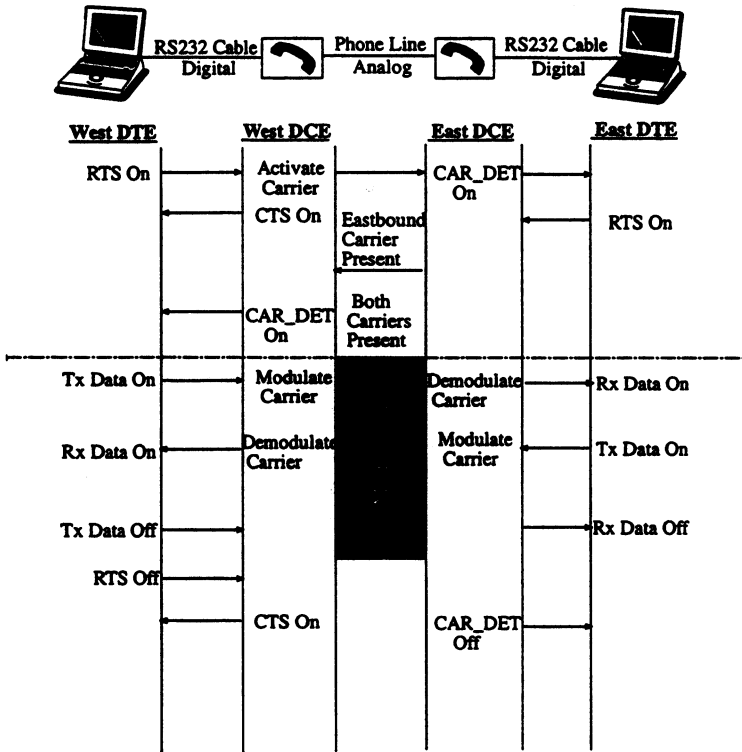 RS232 Cable
Digital
Phone Line
Analog
RS232 Cable
Digital
West DTE
West DCE
East DCE
East DTE
RTS On
Activate
Carrier
CAR_DET
On
CTS On
Eastbound
Carrier
Present
RTS On
CAR_DET
On
Both
Carriers
Present
Tx Data On
Modulate
Carrier
Demodulate
Carrier
Rx Data On
Rx Data On
Demodulate
Carrier
Modulate
Carrier
Tx Data On
Tx Data Off
Rx Data Off
RTS Off
CTS On
CAR_DET
Off